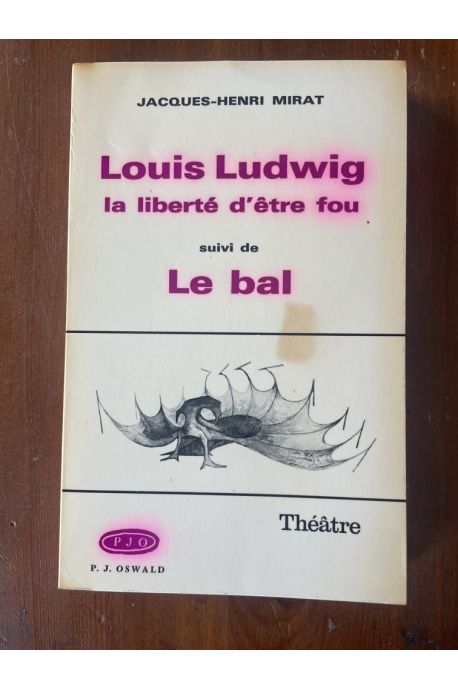 JACQUES-HENRI MIRAT
Louis Ludwig
la liberté d'être fou
suivi de
Le bal
Théâtre
PJO
P. J. OSWALD